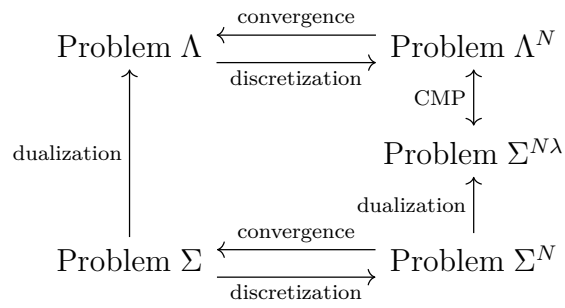 convergence
Problem Λ
Problem Λ^N
discretization
CMP
dualization
Problem Σ^{Nλ}
dualization
convergence
Problem Σ
Problem Σ^N
discretization